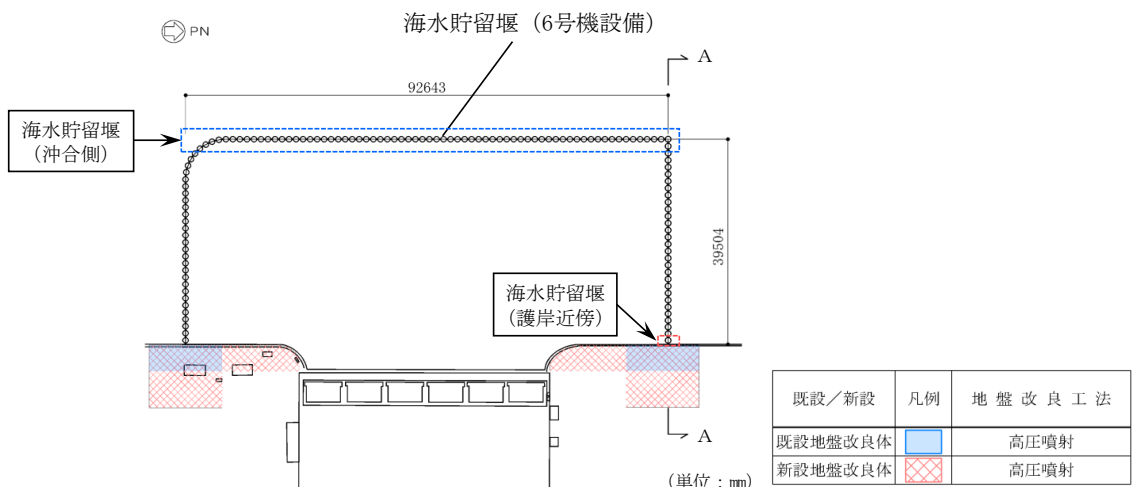 海水貯留堰（6号機設備）
PN
A
92643
海水貯留堰
（沖合側）
39504
海水貯留堰
（護岸近傍）
A
（単位：㎜）
既設／新設 凡例 地盤改良工法
既設地盤改良体 高圧噴射
新設地盤改良体 高圧噴射